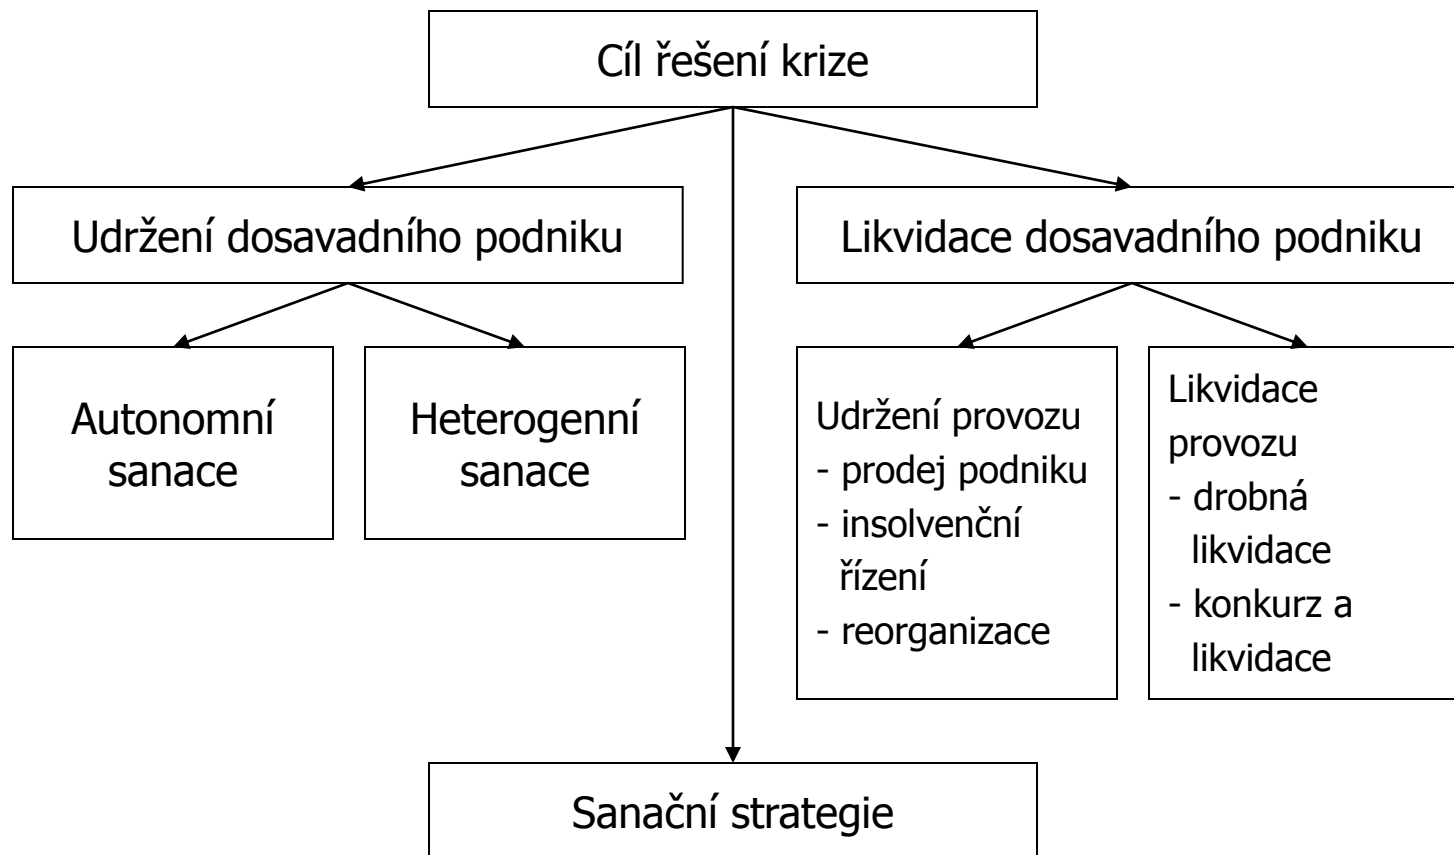 Cíl řešení krize
Udržení dosavadního podniku
Likvidace dosavadního podniku
Autonomní
sanace
Heterogenní
sanace
Udržení provozu
- prodej podniku
- insolvenční
řízení
- reorganizace
Likvidace
provozu
- drobná
likvidace
- konkurz a
likvidace
Sanační strategie